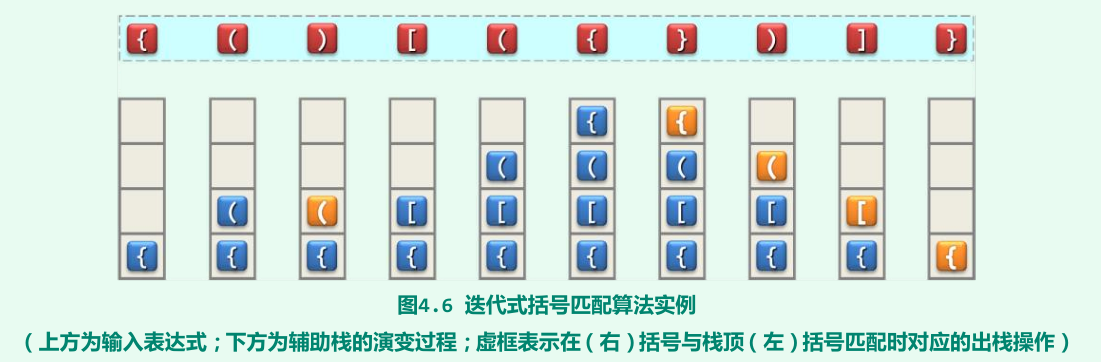 { ( ) [ ( { } ) ] }
{ {
( ( ( (
( ( [ [ [ [ [ [
{ { { { { { { { { {
图4.6 迭代式括号匹配算法实例
（上方为输入表达式；下方为辅助栈的演变过程；虚框表示在（右）括号与栈顶（左）括号匹配时对应的出栈操作）